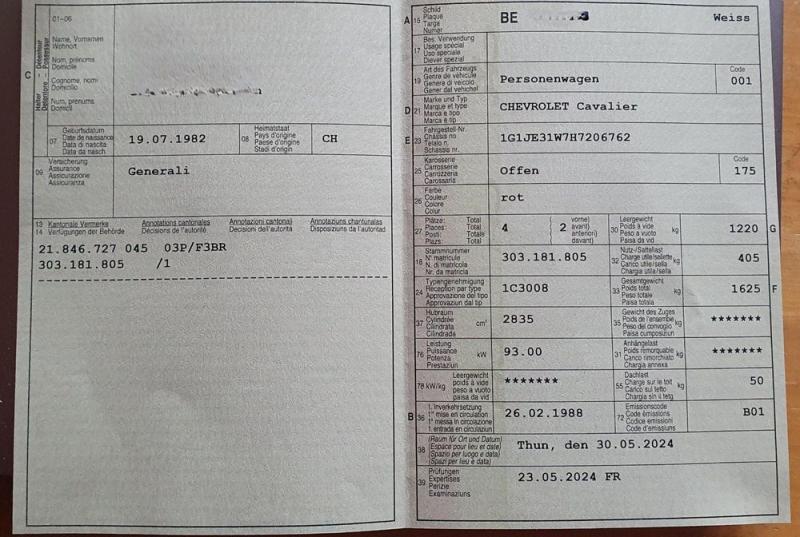 01–06
Name, Vornamen
Wohnort
Nom, prénoms
Domicile
Cognome, nomi
Domicilio
Num, prenums
Domicil
C
Halter – Détenteur
Detentore – Possessur
07
Geburtsdatum
Date de naissance
Data di nascita
Data da nasch.
19.07.1982
08
Heimatstaat
Pays d'origine
Paese d'origine
Stadi d'origin
CH
09
Versicherung
Assurance
Assicurazione
Assicuranza
Generali
13 Kantonale Vermerke
14 Verfügungen der Behörde
Annotations cantonales
Décisions de l'autorité
Annotazioni cantonali
Decisioni dell'autorità
Annotaziuns chantunalas
Disposiziuns da l'autoritad
21.846.727 045 03P/F3BR
303.181.805 /1
A 15
Schild
Plaque
Targa
Numer
BE
Weiss
17
Bes. Verwendung
Usage spécial
Uso speciale
Diever spezial
19
Art des Fahrzeugs
Genre de véhicule
Genere di veicolo
Gener dal vehichel
Personenwagen
Code
001
D 21
Marke und Typ
Marque et type
Marca e tipo
Marca e tip
CHEVROLET Cavalier
E 23
Fahrgestell-Nr.
Châssis no
Telaio n.
Schassis nr.
1G1JE31W7H7206762
25
Karosserie
Carrosserie
Carrozzeria
Carossaria
Offen
Code
175
26
Farbe
Couleur
Colore
Colur
rot
27
Plätze: Total
Places: Total
Posti: Totale
Plazs: Total
4 ( 2
vorne)
avant)
anteriori)
davant)
30
Leergewicht
Poids à vide
Peso a vuoto
Paisa da vid
kg
1220 G
18
Stammnummer
N° matricule
N. di matricola
Nr. da matricla
303.181.805
32
Nutz-/Sattellast
Charge utile/sellette
Carico utile/sella
Chargia util/sella
kg
405
24
Typengenehmigung
Réception par type
Approvazione del tipo
Approvaziun dal tip
1C3008
33
Gesamtgewicht
Poids total
Peso totale
Paisa totala
kg
1625 F
37
Hubraum
Cylindrée
Cilindrata
Cilindrada
cm³
2835
35
Gewicht des Zuges
Poids de l'ensemble
Peso del convoglio
Paisa cumposiziun
kg
*******
76
Leistung
Puissance
Potenza
Prestaziun
kW
93.00
31
Anhängelast
Poids remorquable
Carico rimorchiabile
Chargia annexa
kg
*******
78 kW/kg
Leergewicht
poids à vide
peso a vuoto
paisa da vid
*******
55
Dachlast
Charge sur le toit
Carico sul tetto
Chargia sin il tetg
kg
50
B 36
1. Inverkehrsetzung
1re mise en circulation
1a messa in circolazione
1. entrada en circulaziun
26.02.1988
72
Emissionscode
Code émissions
Codice emissioni
Code d'emissiuns
B01
38
(Raum für Ort und Datum)
(Espace pour lieu et date)
(Spazio per luogo e data)
(Spazi per lieu e data)
Thun, den 30.05.2024
39
Prüfungen
Expertises
Perizie
Examinaziuns
23.05.2024 FR